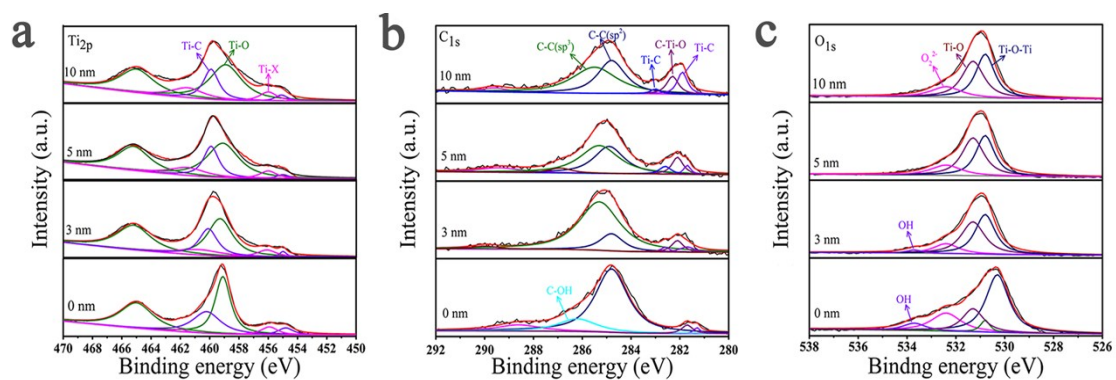 a
Ti2p
10 nm
Ti-C
Ti-O
Ti-X
5 nm
3 nm
0 nm
470 468 466 464 462 460 458 456 454 452 450
Binding energy (eV)
Intensity (a.u.)
b
C1s
10 nm
C-C(sp3)
C-C(sp2)
Ti-C
C-Ti-O
Ti-C
5 nm
3 nm
C-OH
0 nm
292 290 288 286 284 282 280
Binding energy (eV)
Intensity (a.u.)
c
O1s
10 nm
O22-
Ti-O
Ti-O-Ti
5 nm
OH
3 nm
OH
0 nm
538 536 534 532 530 528 526
Binding energy (eV)
Intensity (a.u.)